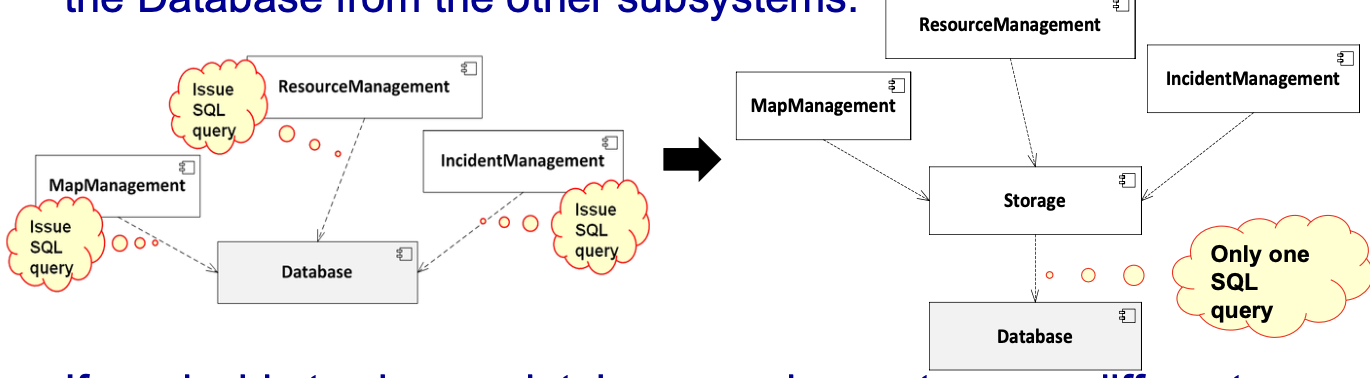 the Database from the other subsystems.
Issue
SQL
query
ResourceManagement
MapManagement
Issue
SQL
query
IncidentManagement
Issue
SQL
query
Database
ResourceManagement
MapManagement
IncidentManagement
Storage
Only one
SQL
query
Database